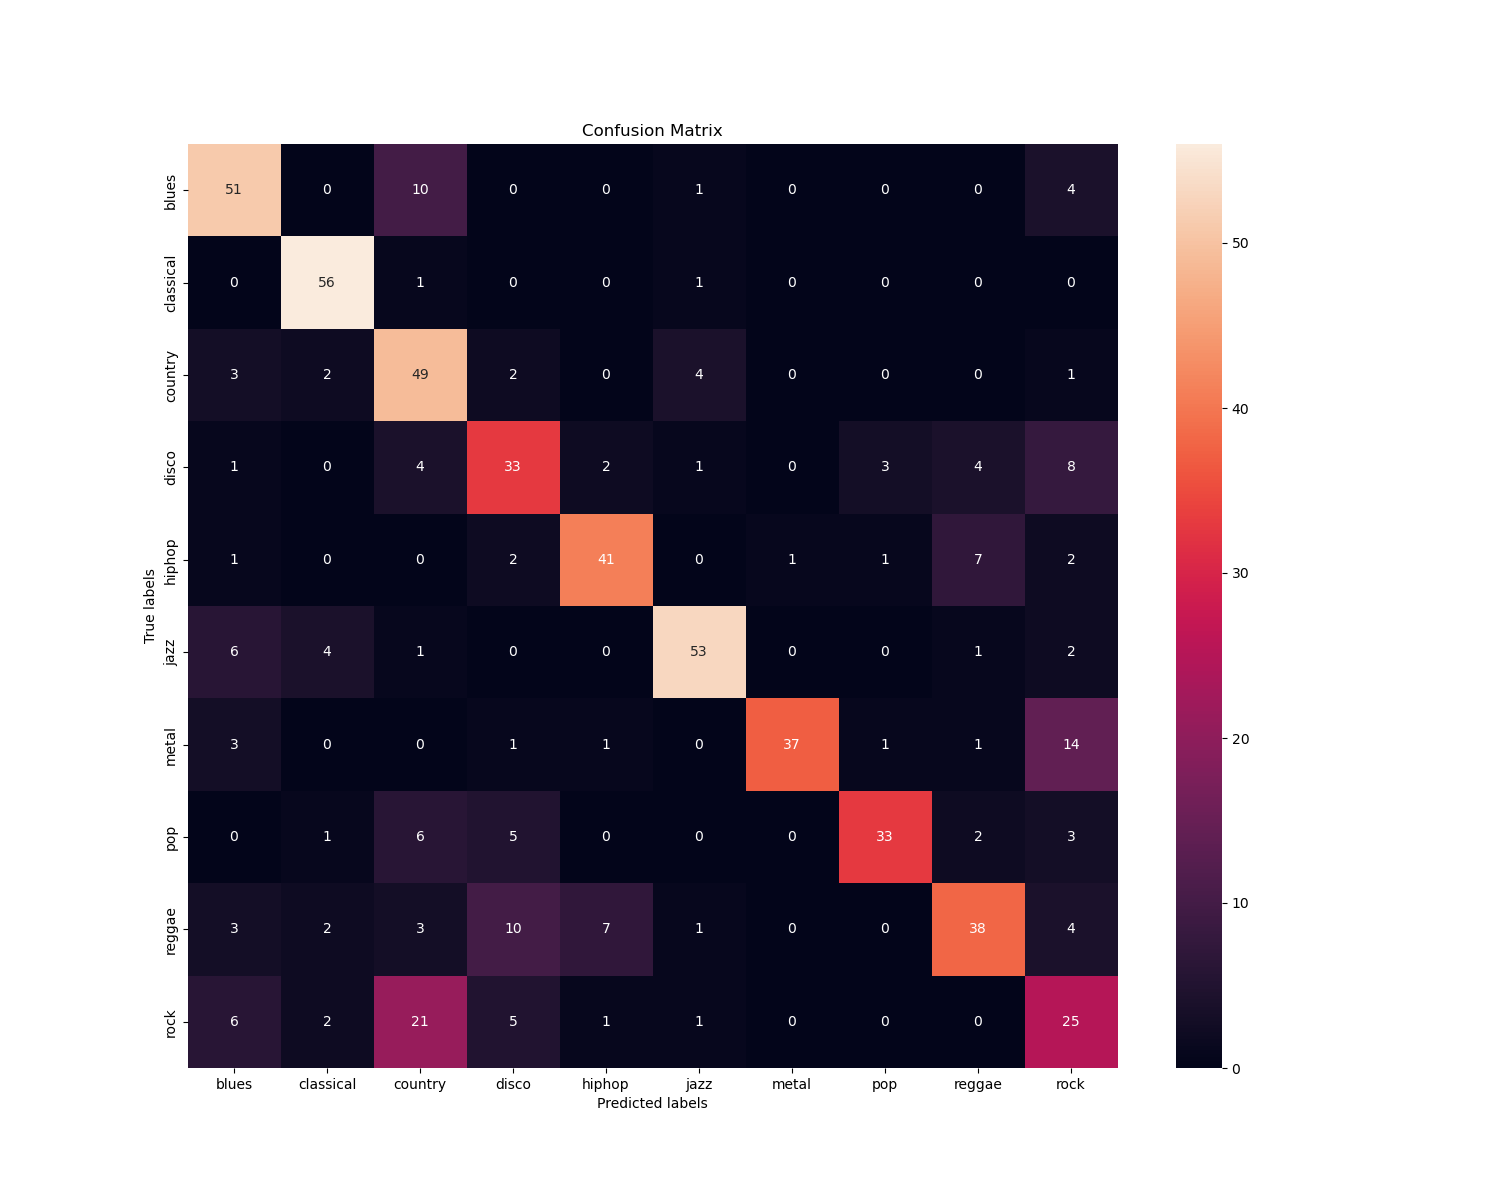 Confusion Matrix
True labels
blues 51 0 10 0 0 1 0 0 0 4
classical 0 56 1 0 0 1 0 0 0 0
country 3 2 49 2 0 4 0 0 0 1
disco 1 0 4 33 2 1 0 3 4 8
hiphop 1 0 0 2 41 0 1 1 7 2
jazz 6 4 1 0 0 53 0 0 1 2
metal 3 0 0 1 1 0 37 1 1 14
pop 0 1 6 5 0 0 0 33 2 3
reggae 3 2 3 10 7 1 0 0 38 4
rock 6 2 21 5 1 1 0 0 0 25
blues classical country disco hiphop jazz metal pop reggae rock
Predicted labels
50
40
30
20
10
0